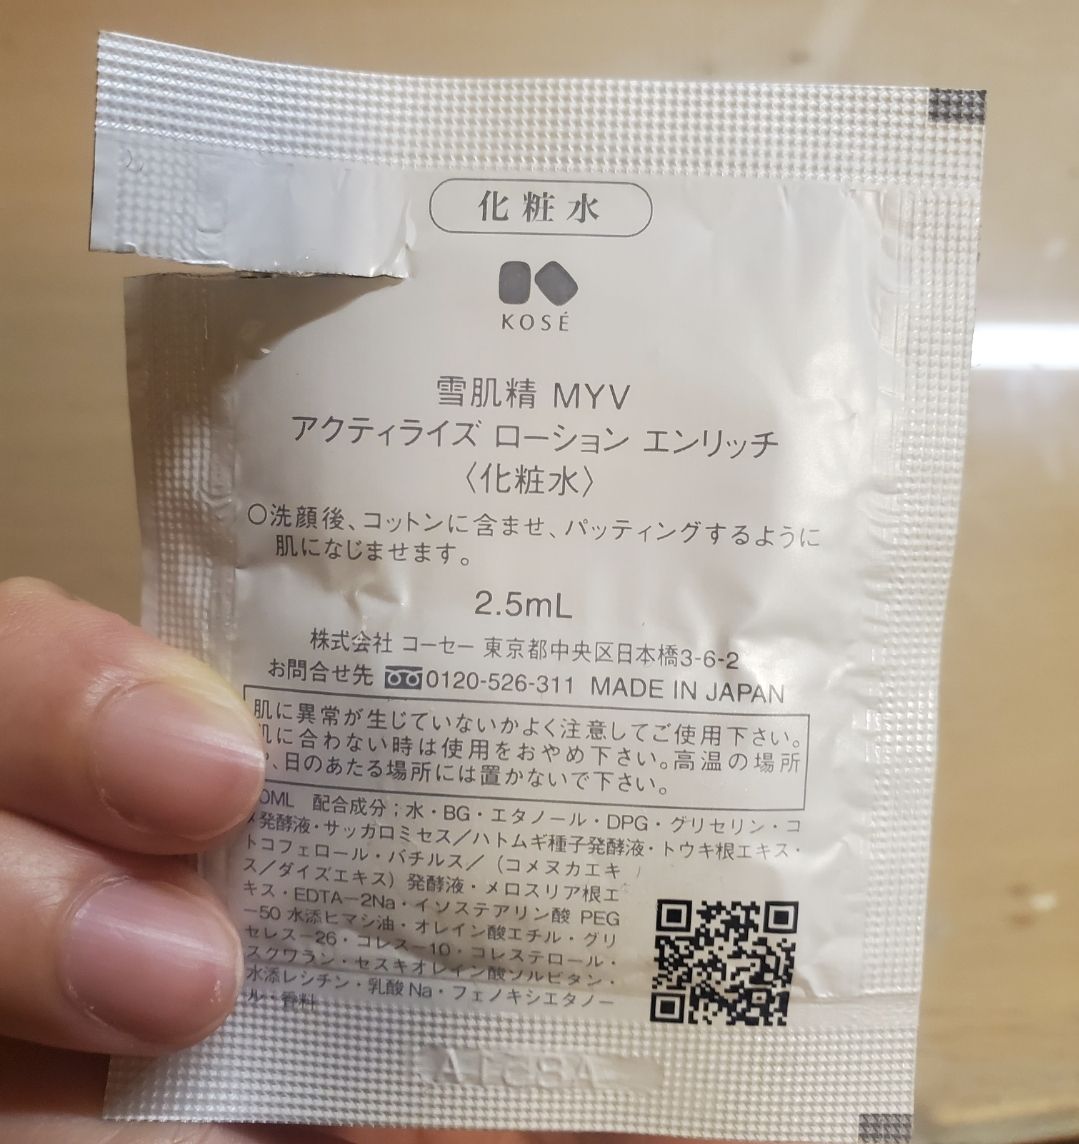 化粧水
KOSÉ
雪肌精 MYV
アクティライズ ローション エンリッチ
〈化粧水〉
○洗顔後、コットンに含ませ、パッティングするように
肌になじませます。
2.5mL
株式会社 コーセー 東京都中央区日本橋3-6-2
お問合せ先 0120-526-311 MADE IN JAPAN
肌に異常が生じていないかよく注意してご使用下さい。
肌に合わない時は使用をおやめ下さい。高温の場所
、日のあたる場所には置かないで下さい。
0ML 配合成分;水・BG・エタノール・DPG・グリセリン・コ
発酵液・サッカロミセス/ハトムギ種子発酵液・トウキ根エキス・
トコフェロール・バチルス/(コメヌカエキ
ス/ダイズエキス)発酵液・メロスリア根エ
キス・EDTA-2Na・イソステアリン酸 PEG
-50 水添ヒマシ油・オレイン酸エチル・グリ
セレス-26・コレス-10・コレステロール・
スクワラン・セスキオレイン酸ソルビタン・
水添レシチン・乳酸Na・フェノキシエタノー
ル・香料